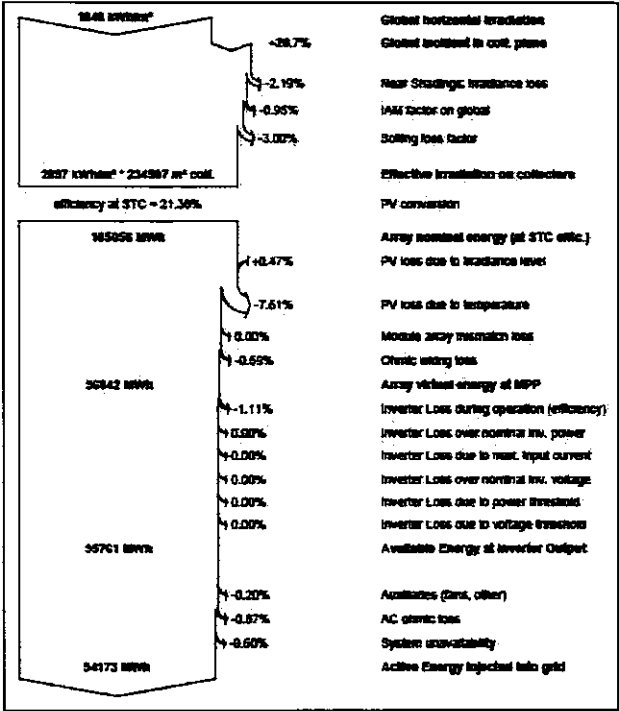 Global horizontal irradiation
Global incident in coll. plane
-2.19% Near Shadings: irradiance loss
-0.95% IAM factor on global
-3.00% Soiling loss factor
Effective irradiation on collectors
efficiency at STC = PV conversion
Array nominal energy (at STC effic.)
+0.47% PV loss due to irradiance level
-7.61% PV loss due to temperature
0.00% Module array mismatch loss
Ohmic wiring loss
Array virtual energy at MPP
-1.11% Inverter Loss during operation (efficiency)
0.00% Inverter Loss over nominal inv. power
0.00% Inverter Loss due to max. input current
0.00% Inverter Loss over nominal inv. voltage
0.00% Inverter Loss due to power threshold
0.00% Inverter Loss due to voltage threshold
Available Energy at Inverter Output
-0.20% Auxiliaries (fans, other)
AC ohmic loss
System unavailability
Active Energy injected into grid